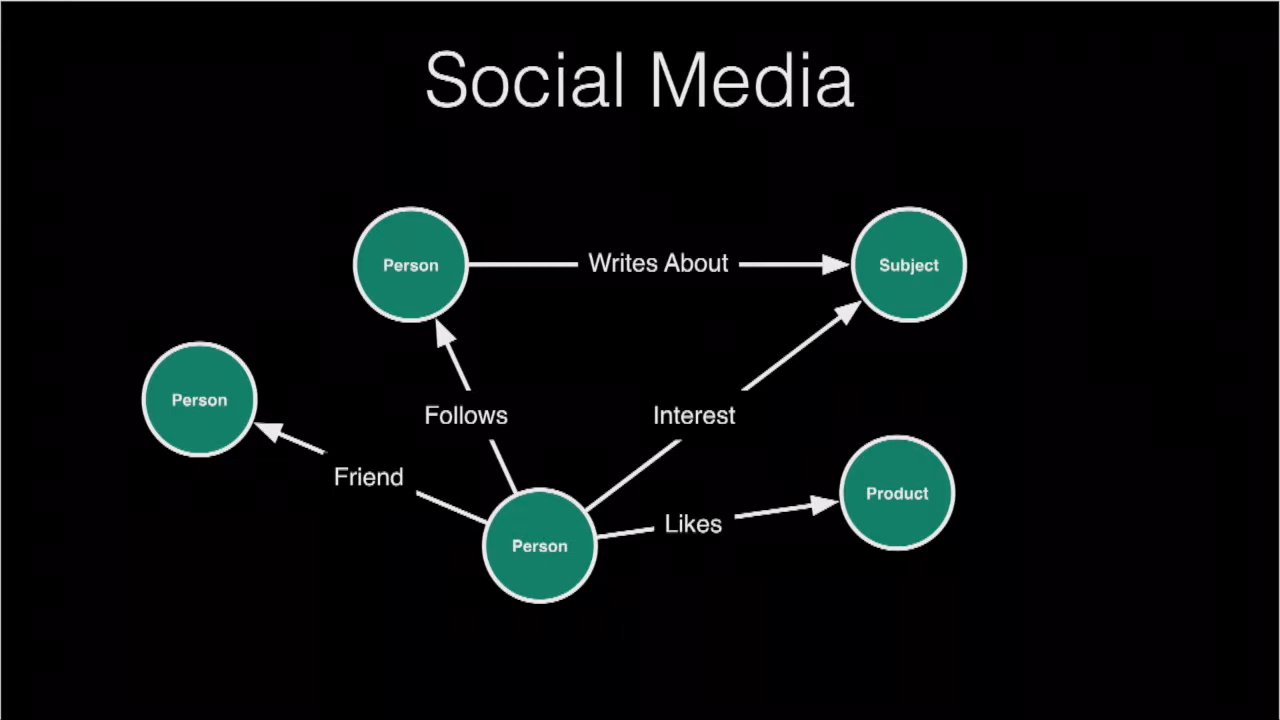 Social Media
Person
Writes About
Subject
Person
Follows
Interest
Friend
Likes
Product
Person